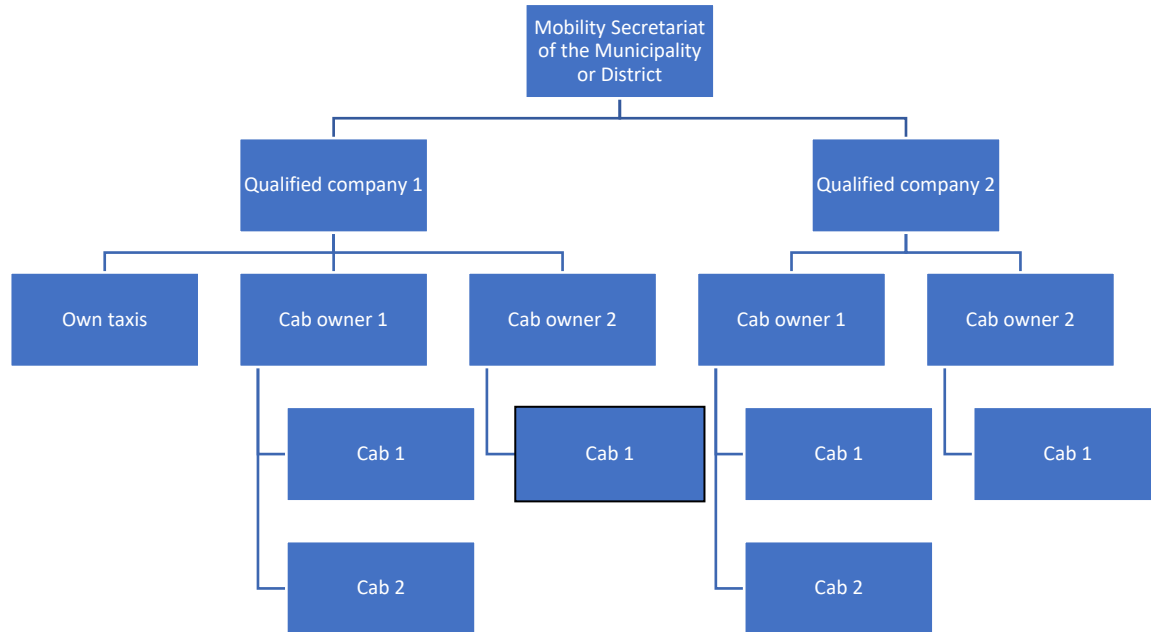 Mobility Secretariat
of the Municipality
or District
Qualified company 1
Qualified company 2
Own taxis
Cab owner 1
Cab owner 2
Cab owner 1
Cab owner 2
Cab 1
Cab 1
Cab 1
Cab 1
Cab 2
Cab 2